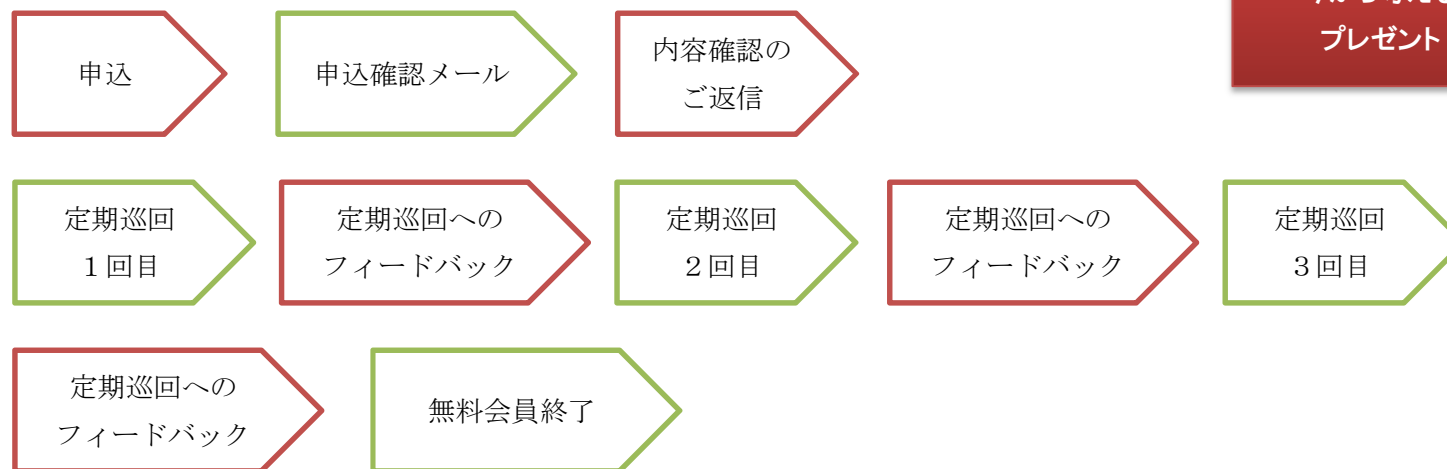 プレゼント
申込
申込確認メール
内容確認の
ご返信
定期巡回
１回目
定期巡回への
フィードバック
定期巡回
２回目
定期巡回への
フィードバック
定期巡回
３回目
定期巡回への
フィードバック
無料会員終了